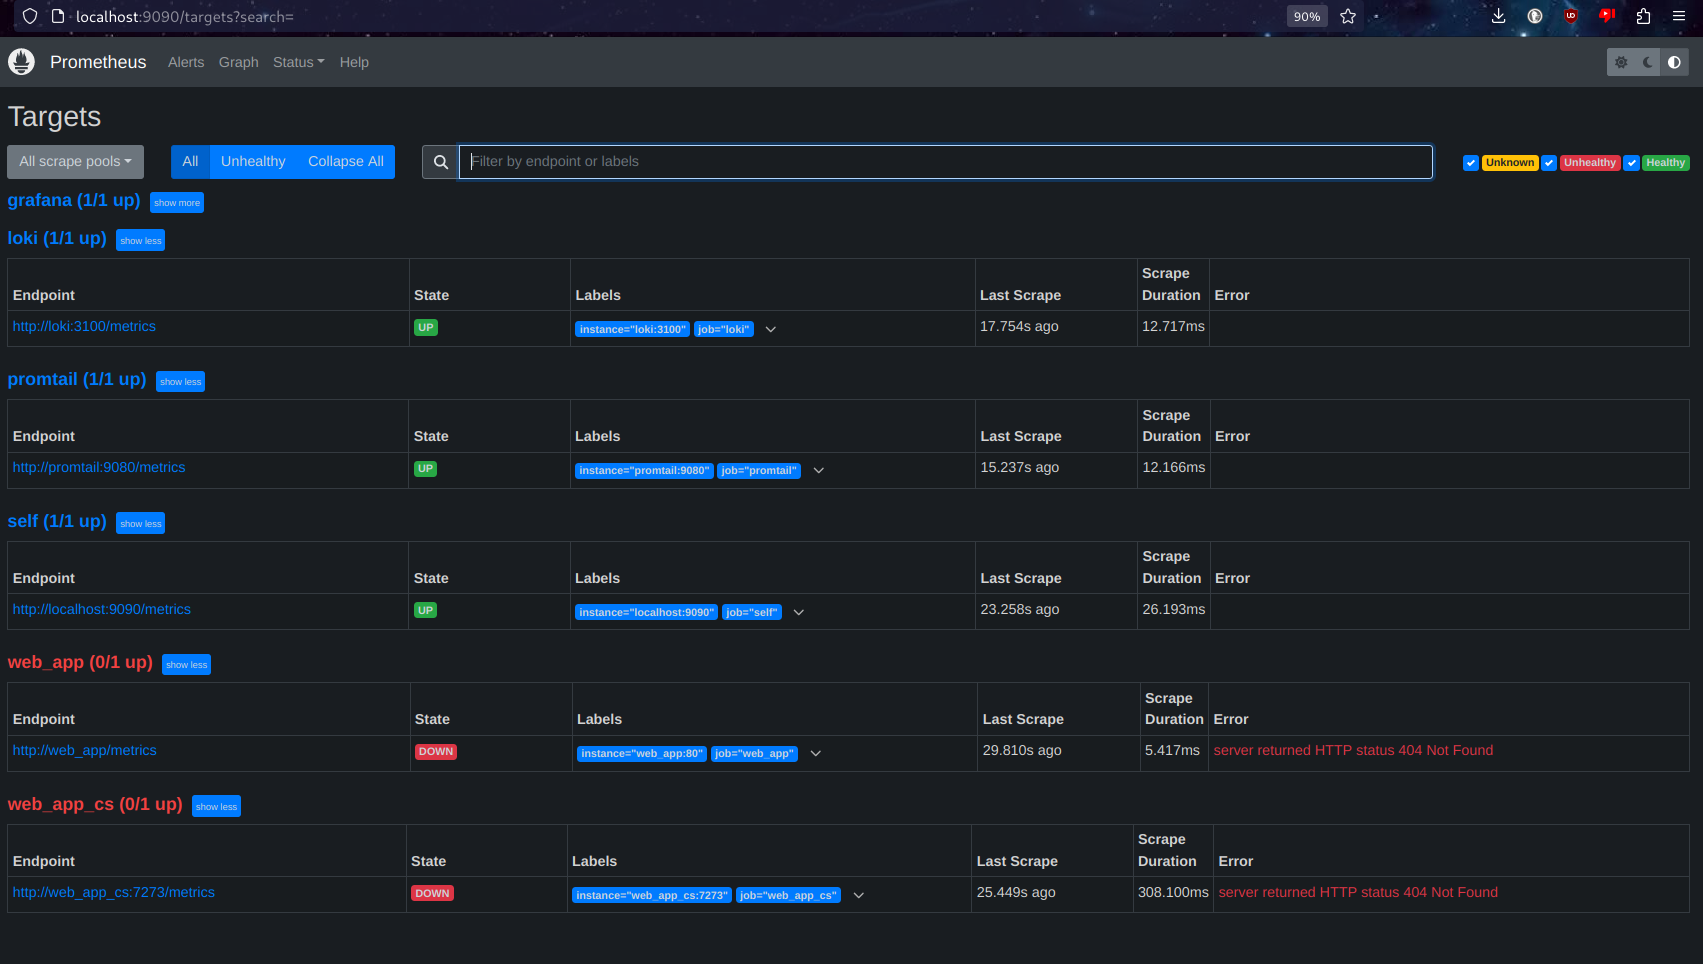 localhost:9090/targets?search=
90%
Prometheus Alerts Graph Status Help
Targets
All scrape pools All Unhealthy Collapse All Filter by endpoint or labels Unknown Unhealthy Healthy
grafana (1/1 up) show more
loki (1/1 up) show less
Endpoint State Labels Last Scrape Scrape Duration Error
http://loki:3100/metrics UP instance="loki:3100" job="loki" 17.754s ago 12.717ms
promtail (1/1 up) show less
Endpoint State Labels Last Scrape Scrape Duration Error
http://promtail:9080/metrics UP instance="promtail:9080" job="promtail" 15.237s ago 12.166ms
self (1/1 up) show less
Endpoint State Labels Last Scrape Scrape Duration Error
http://localhost:9090/metrics UP instance="localhost:9090" job="self" 23.258s ago 26.193ms
web_app (0/1 up) show less
Endpoint State Labels Last Scrape Scrape Duration Error
http://web_app/metrics DOWN instance="web_app:80" job="web_app" 29.810s ago 5.417ms server returned HTTP status 404 Not Found
web_app_cs (0/1 up) show less
Endpoint State Labels Last Scrape Scrape Duration Error
http://web_app_cs:7273/metrics DOWN instance="web_app_cs:7273" job="web_app_cs" 25.449s ago 308.100ms server returned HTTP status 404 Not Found